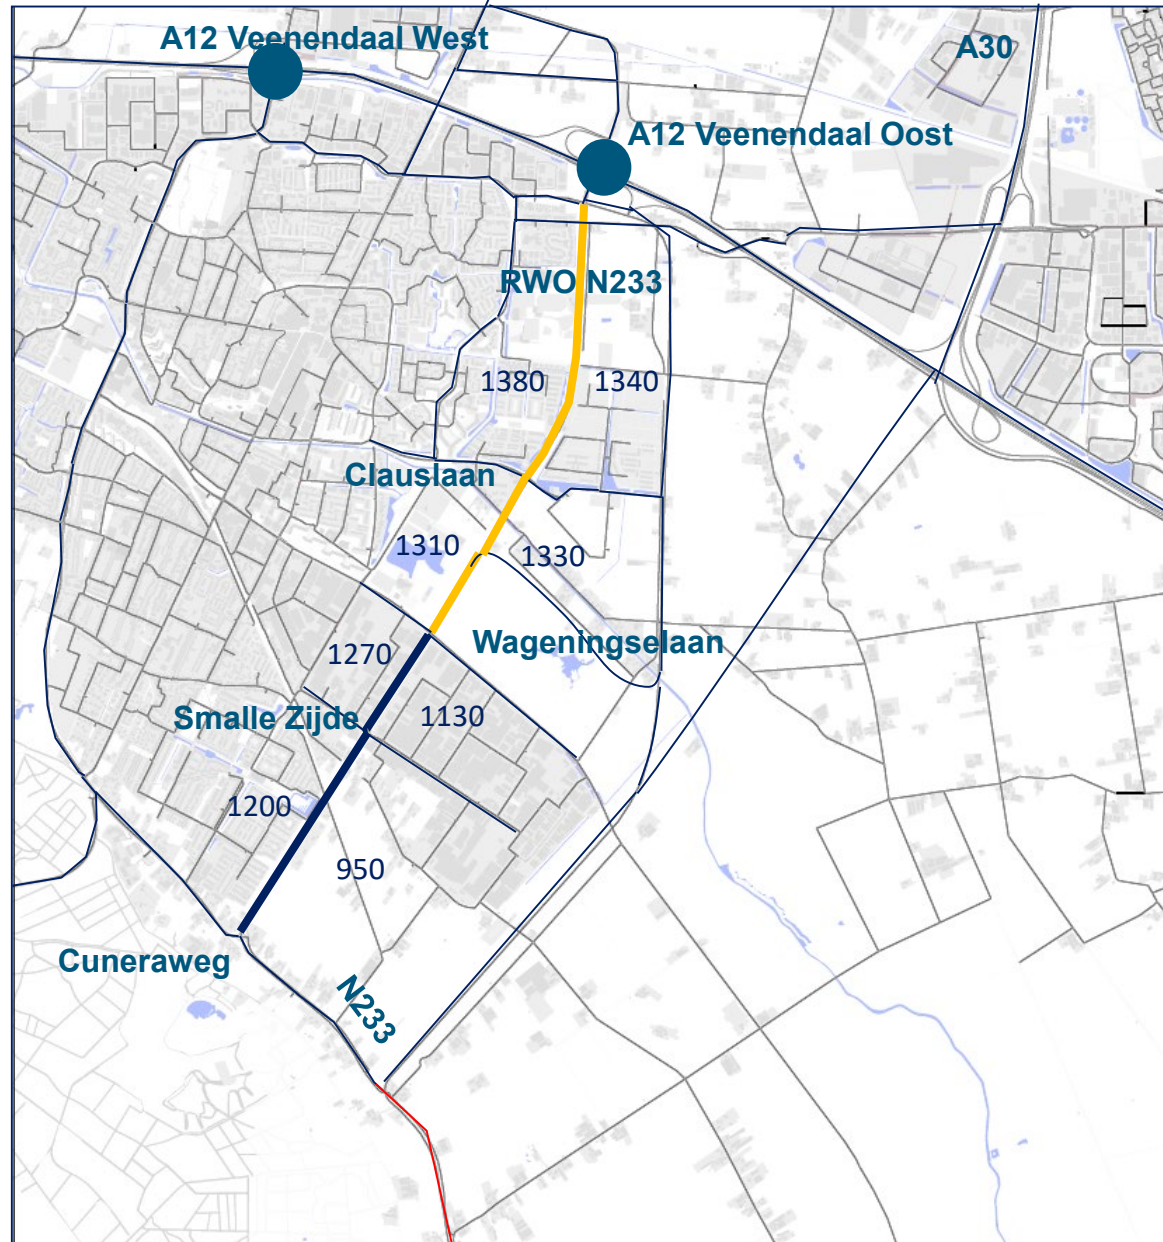 A12 Veenendaal West
A30
A12 Veenendaal Oost
RWO N233
1380
1340
Clauslaan
1310
1330
Wageningselaan
1270
Smalle Zijde
1130
1200
950
Cuneraweg
N233